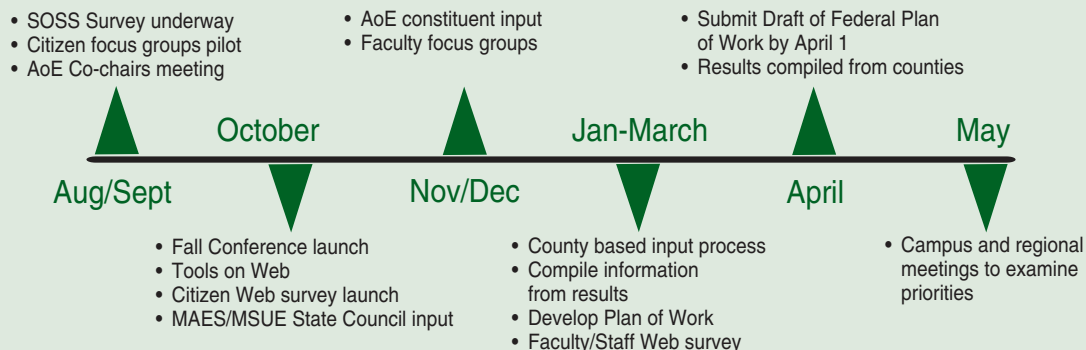 • SOSS Survey underway
• Citizen focus groups pilot
• AoE Co-chairs meeting
• AoE constituent input
• Faculty focus groups
• Submit Draft of Federal Plan
of Work by April 1
• Results compiled from counties
October
Jan-March
May
Aug/Sept
Nov/Dec
April
• Fall Conference launch
• Tools on Web
• Citizen Web survey launch
• MAES/MSUE State Council input
• County based input process
• Compile information
from results
• Develop Plan of Work
• Faculty/Staff Web survey
• Campus and regional
meetings to examine
priorities